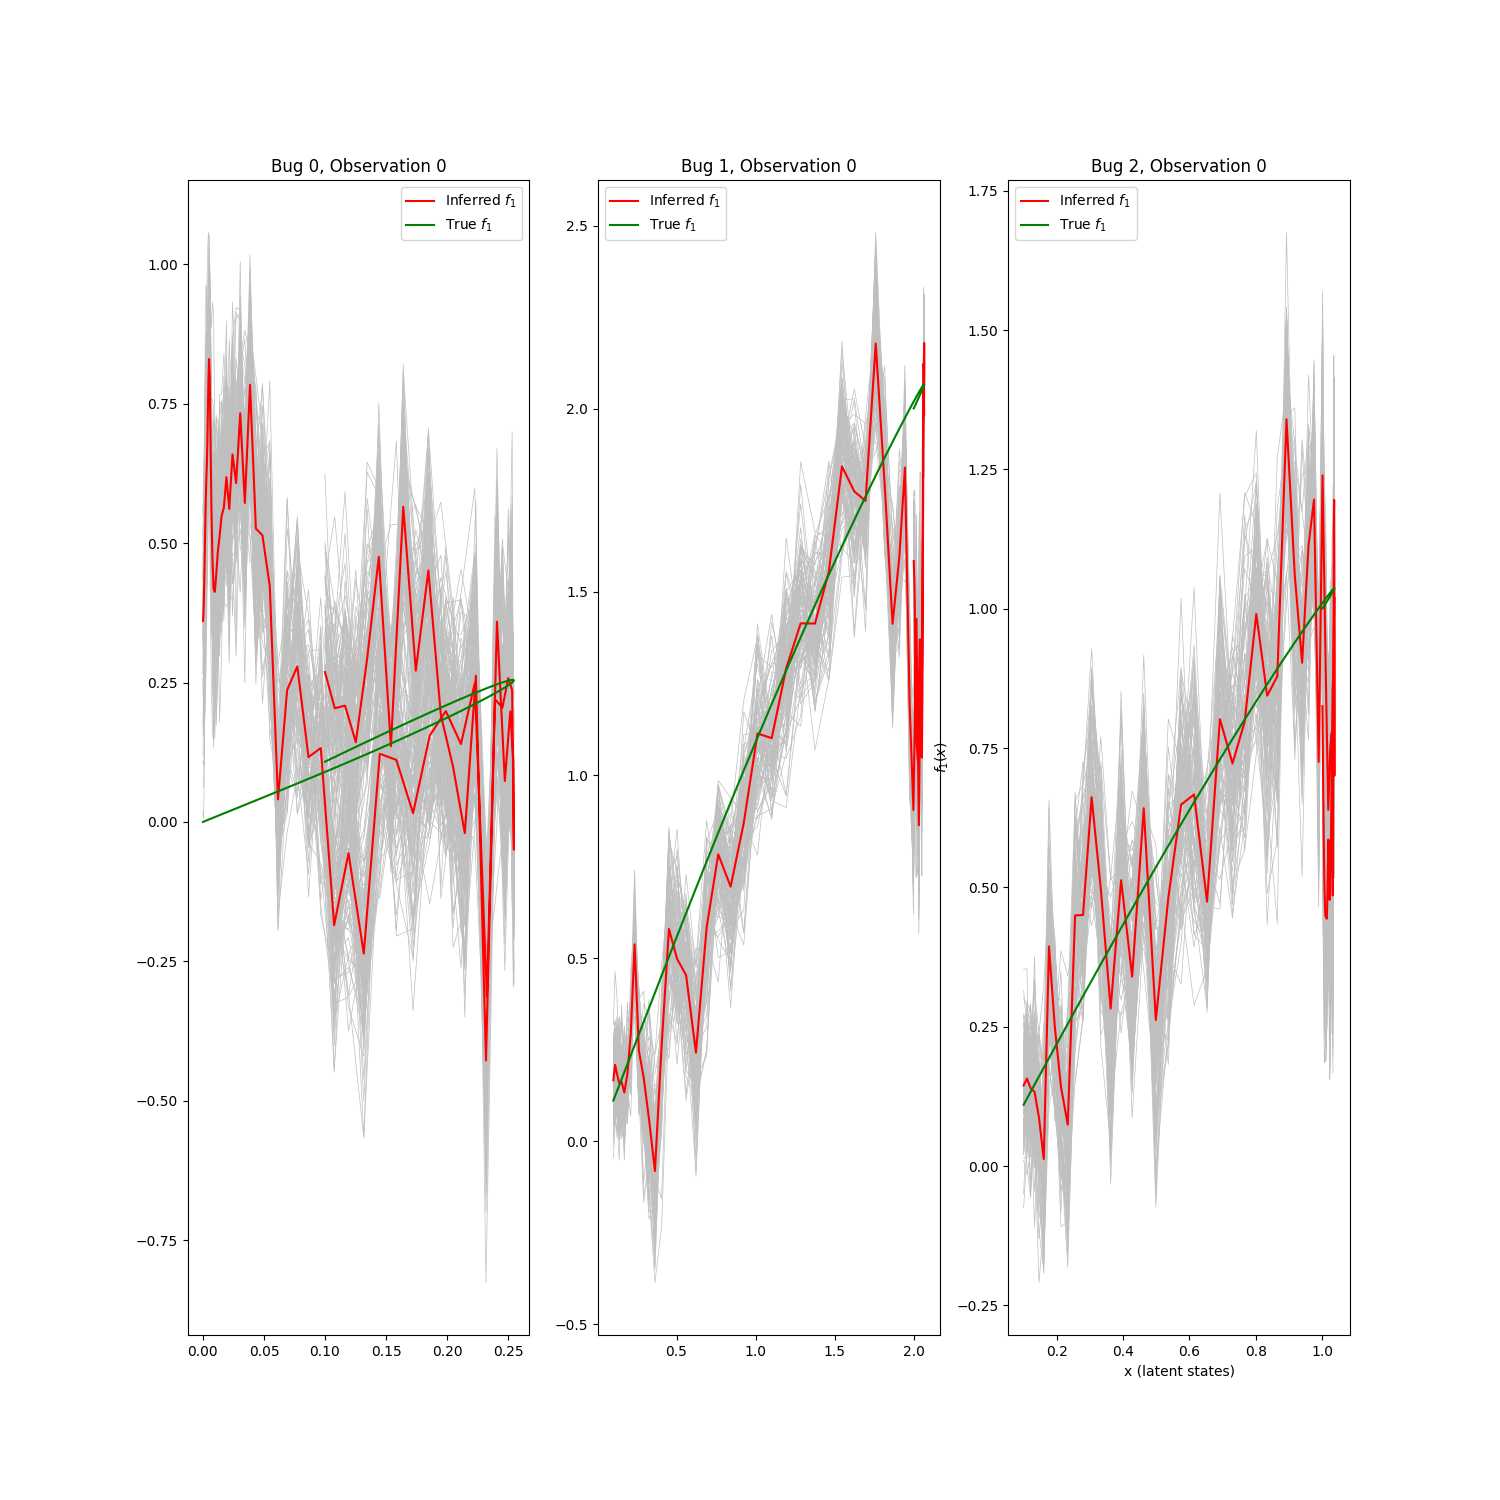 Bug 0, Observation 0
Inferred f₁
True f₁
1.00
0.75
0.50
0.25
0.00
−0.25
−0.50
−0.75
0.00 0.05 0.10 0.15 0.20 0.25
Bug 1, Observation 0
Inferred f₁
True f₁
2.5
2.0
1.5
1.0
0.5
0.0
−0.5
0.5 1.0 1.5 2.0
Bug 2, Observation 0
Inferred f₁
True f₁
f₁(x)
1.75
1.50
1.25
1.00
0.75
0.50
0.25
0.00
−0.25
0.2 0.4 0.6 0.8 1.0
x (latent states)